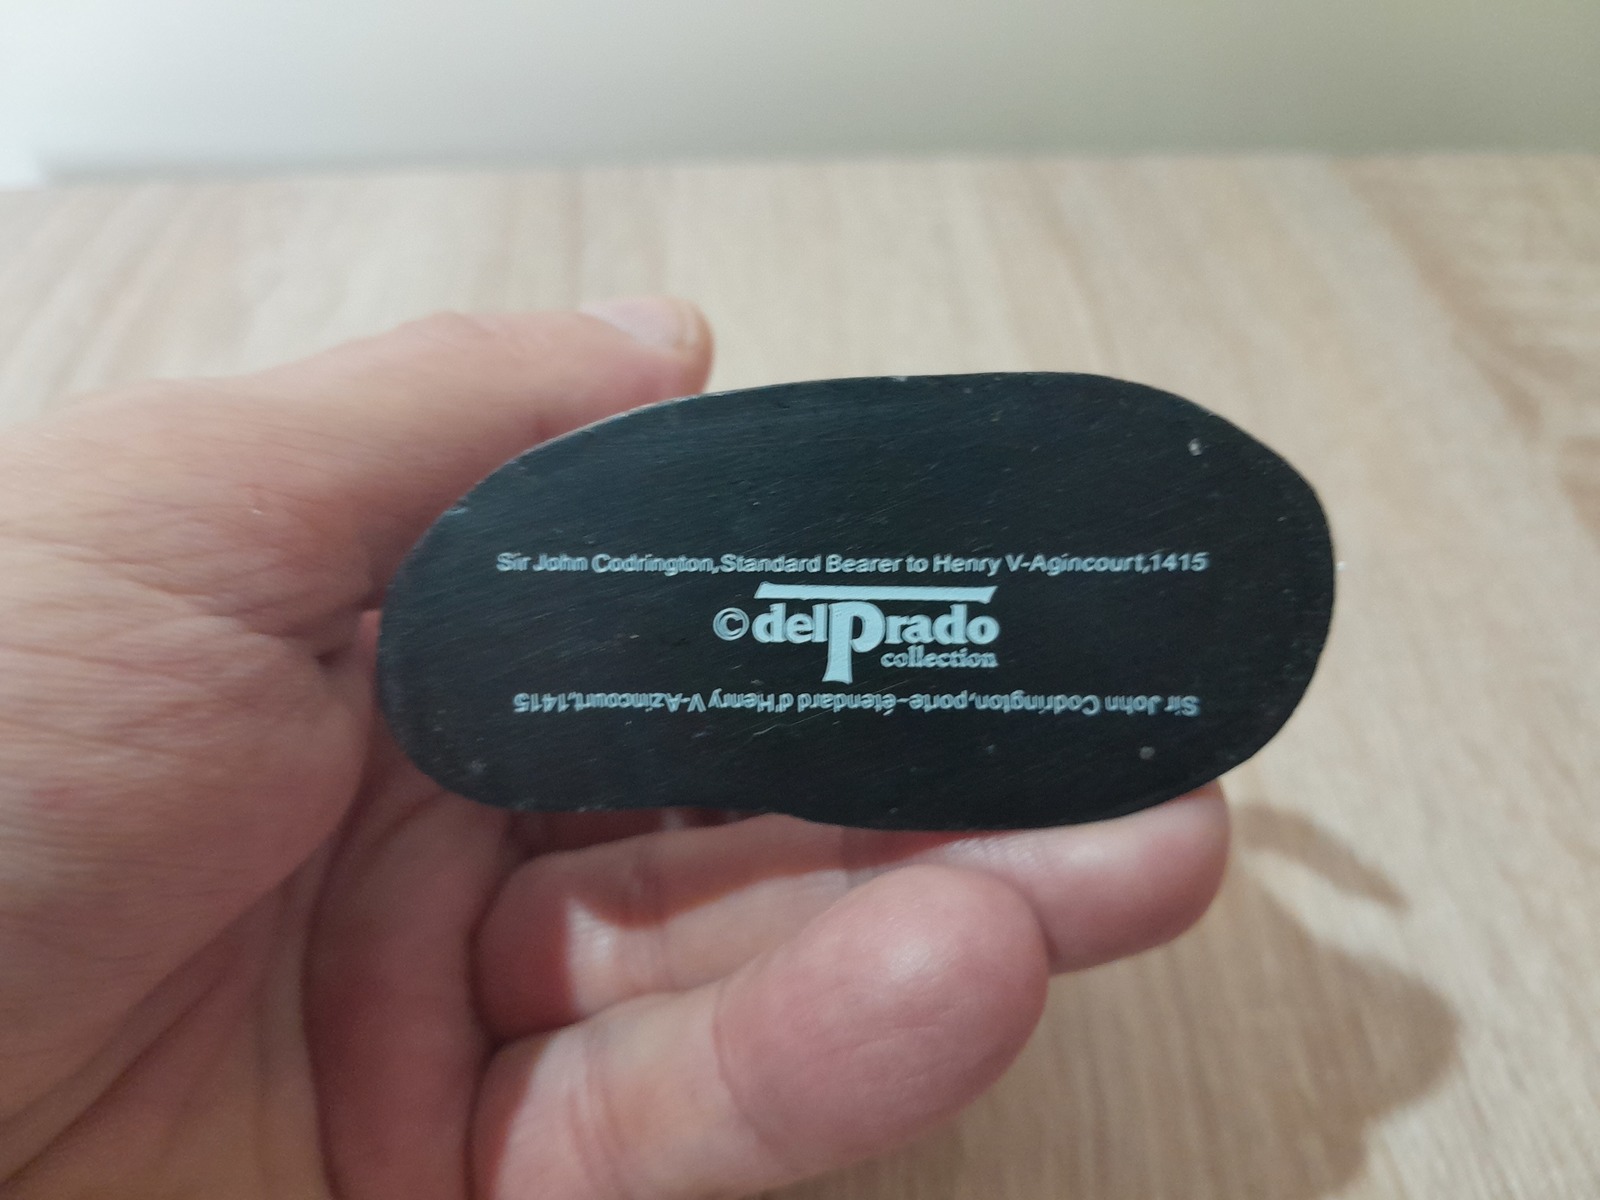 Sir John Codrington,Standard Bearer to Henry V-Agincourt,1415
© delPrado
collection
Sir John Codrington,porte-étendard d'Henry V-Azincourt,1415